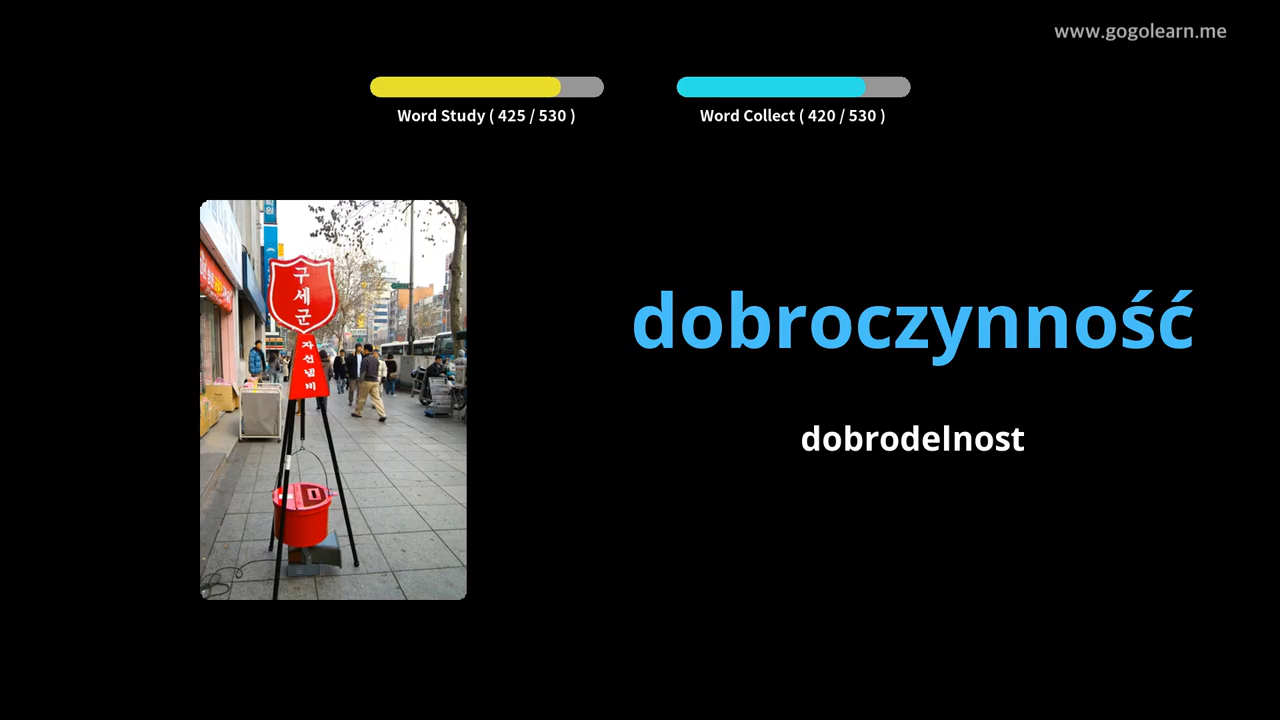 www.gogolearn.me
Word Study ( 425 / 530 )
Word Collect ( 420 / 530 )
구
세
군
자
선
냄
비
dobroczynność
dobrodelnost